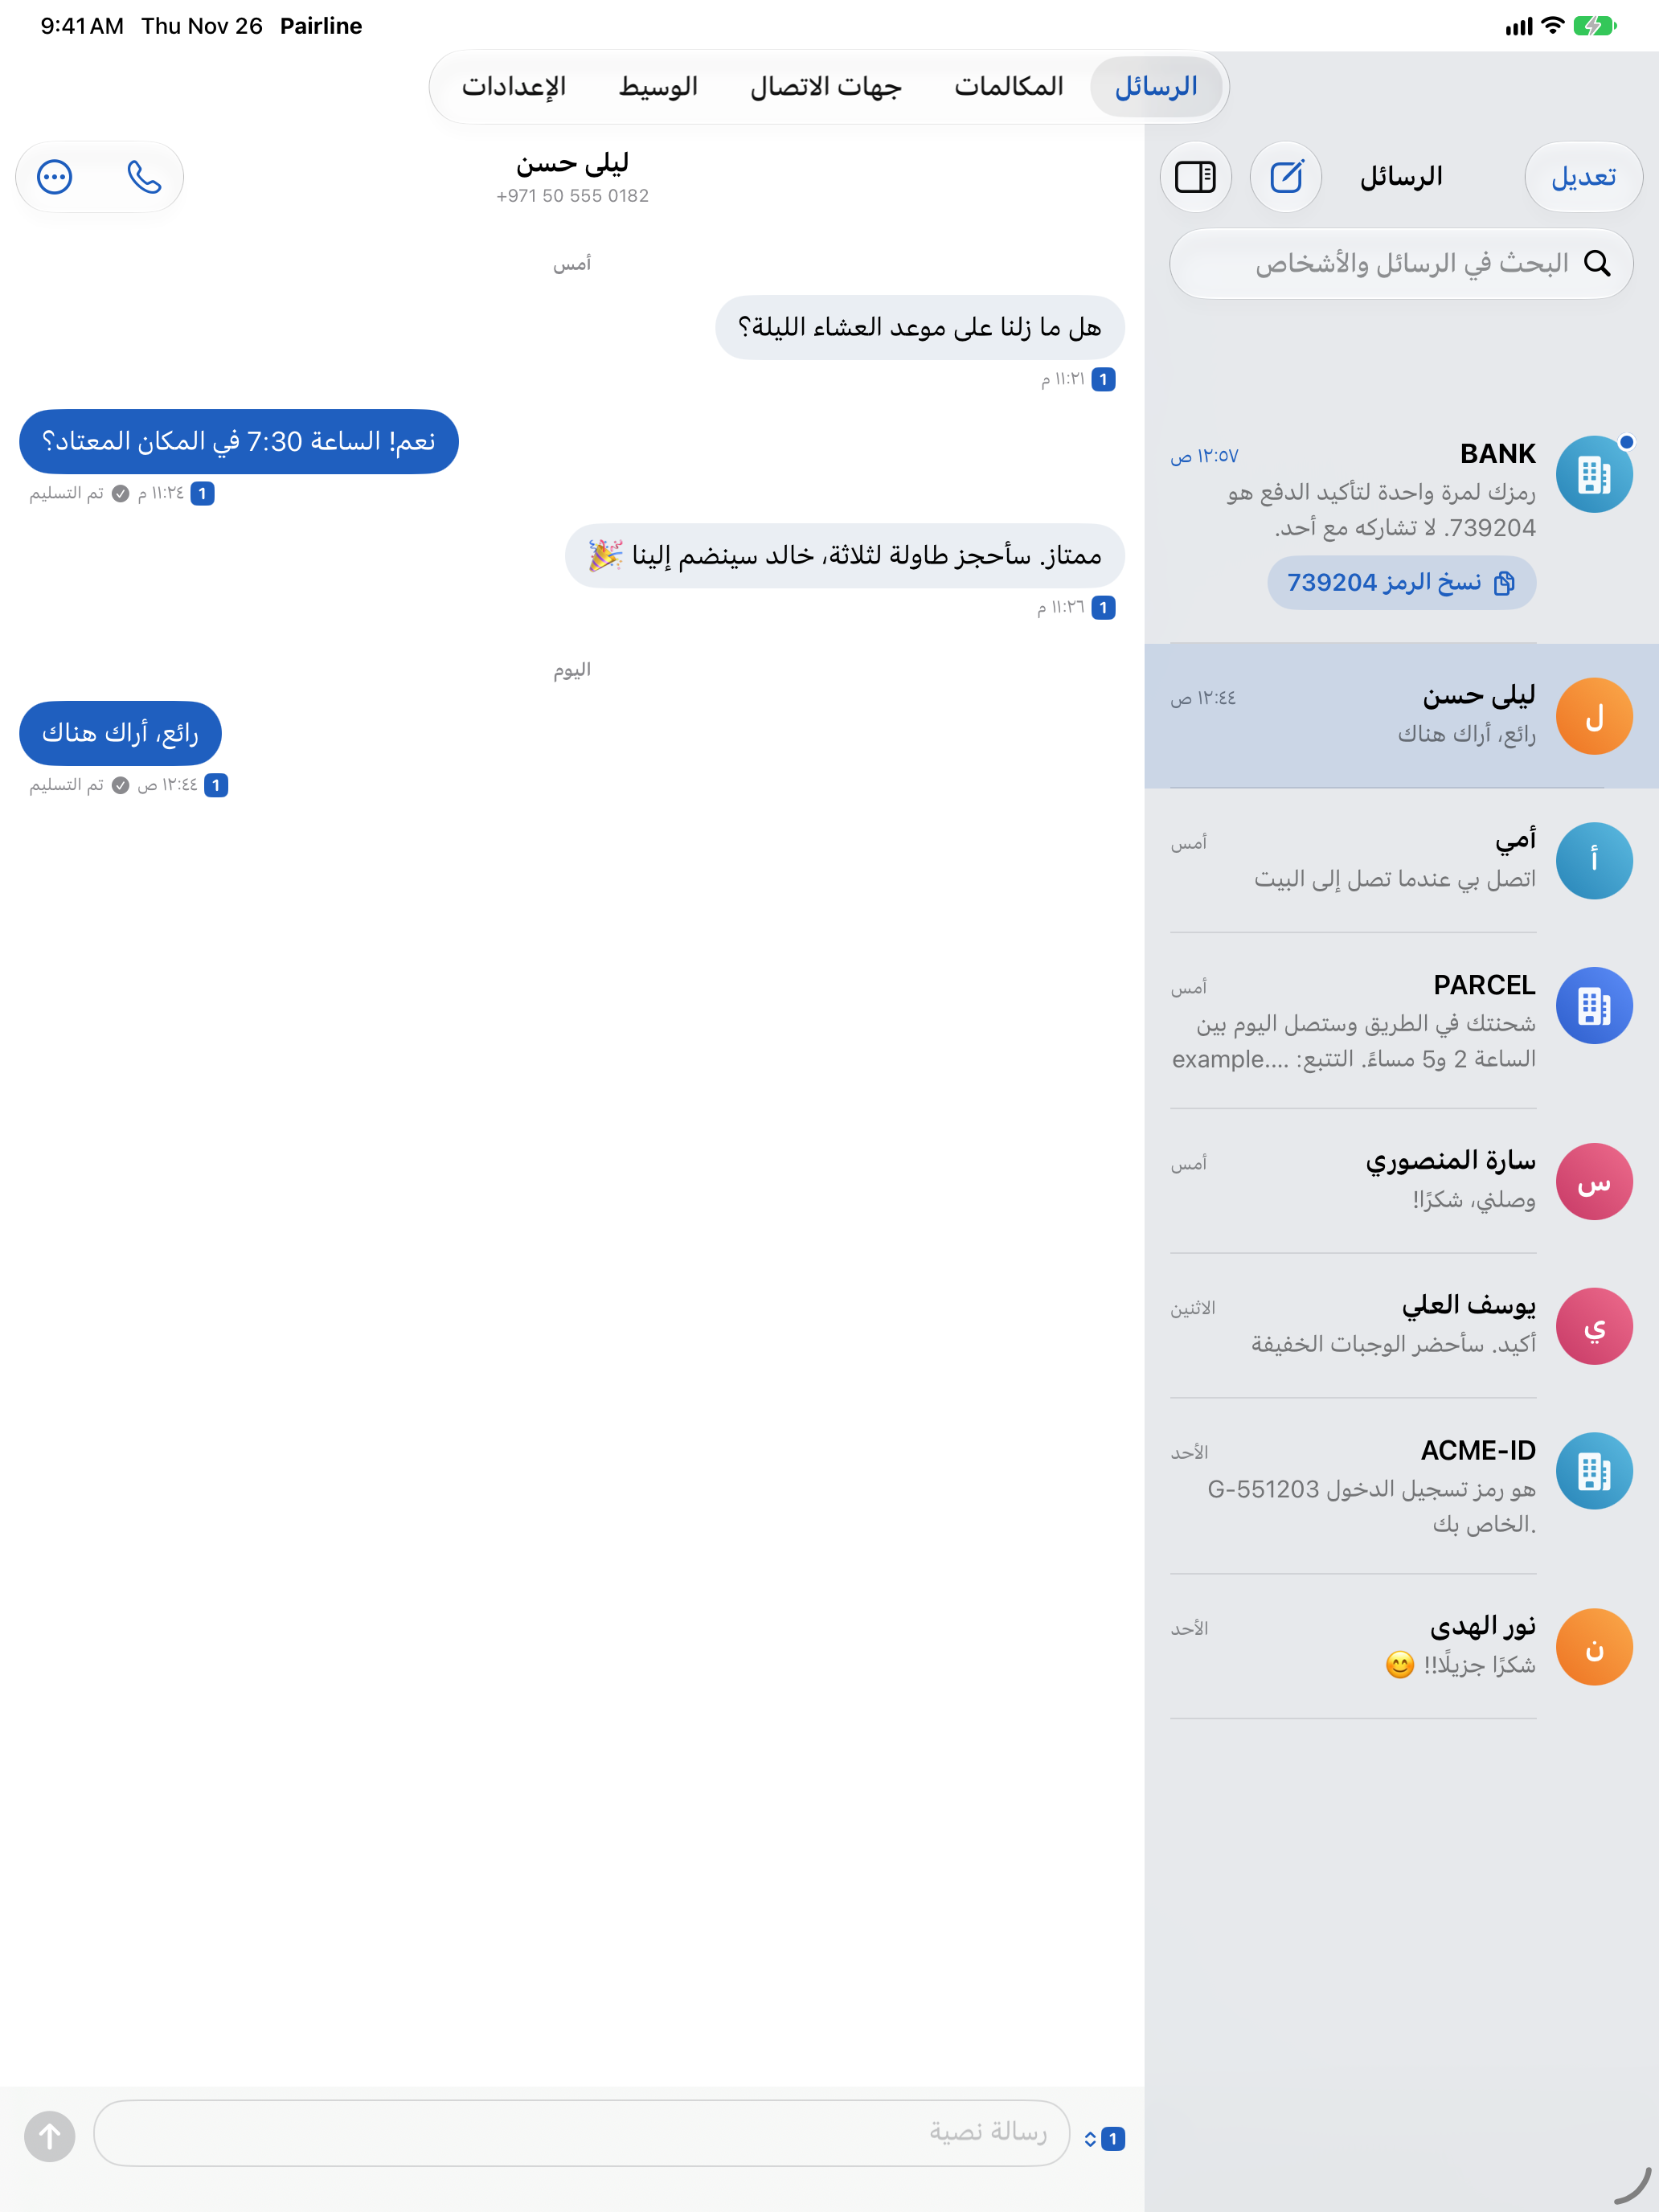 9:41 AM Thu Nov 26 Pairline
الرسائل المكالمات جهات الاتصال الوسيط الإعدادات
تعديل
الرسائل
البحث في الرسائل والأشخاص
BANK
١٢:٥٧ ص
رمزك لمرة واحدة لتأكيد الدفع هو
739204. لا تشاركه مع أحد.
نسخ الرمز 739204
ل
ليلى حسن
١٢:٤٤ ص
رائع، أراك هناك
أ
أمي
أمس
اتصل بي عندما تصل إلى البيت
PARCEL
أمس
شحنتك في الطريق وستصل اليوم بين
الساعة 2 و5 مساءً. التتبع: example....
س
سارة المنصوري
أمس
وصلني، شكرًا!
ي
يوسف العلي
الاثنين
أكيد. سأحضر الوجبات الخفيفة
ACME-ID
الأحد
G-551203 هو رمز تسجيل الدخول
الخاص بك.
ن
نور الهدى
الأحد
شكرًا جزيلًا!! 😊
ليلى حسن
+971 50 555 0182
أمس
هل ما زلنا على موعد العشاء الليلة؟
1 ١١:٢١ م
نعم! الساعة 7:30 في المكان المعتاد؟
1 ١١:٢٤ م تم التسليم
ممتاز. سأحجز طاولة لثلاثة، خالد سينضم إلينا 🎉
1 ١١:٢٦ م
اليوم
رائع، أراك هناك
1 ١٢:٤٤ ص تم التسليم
1
رسالة نصية